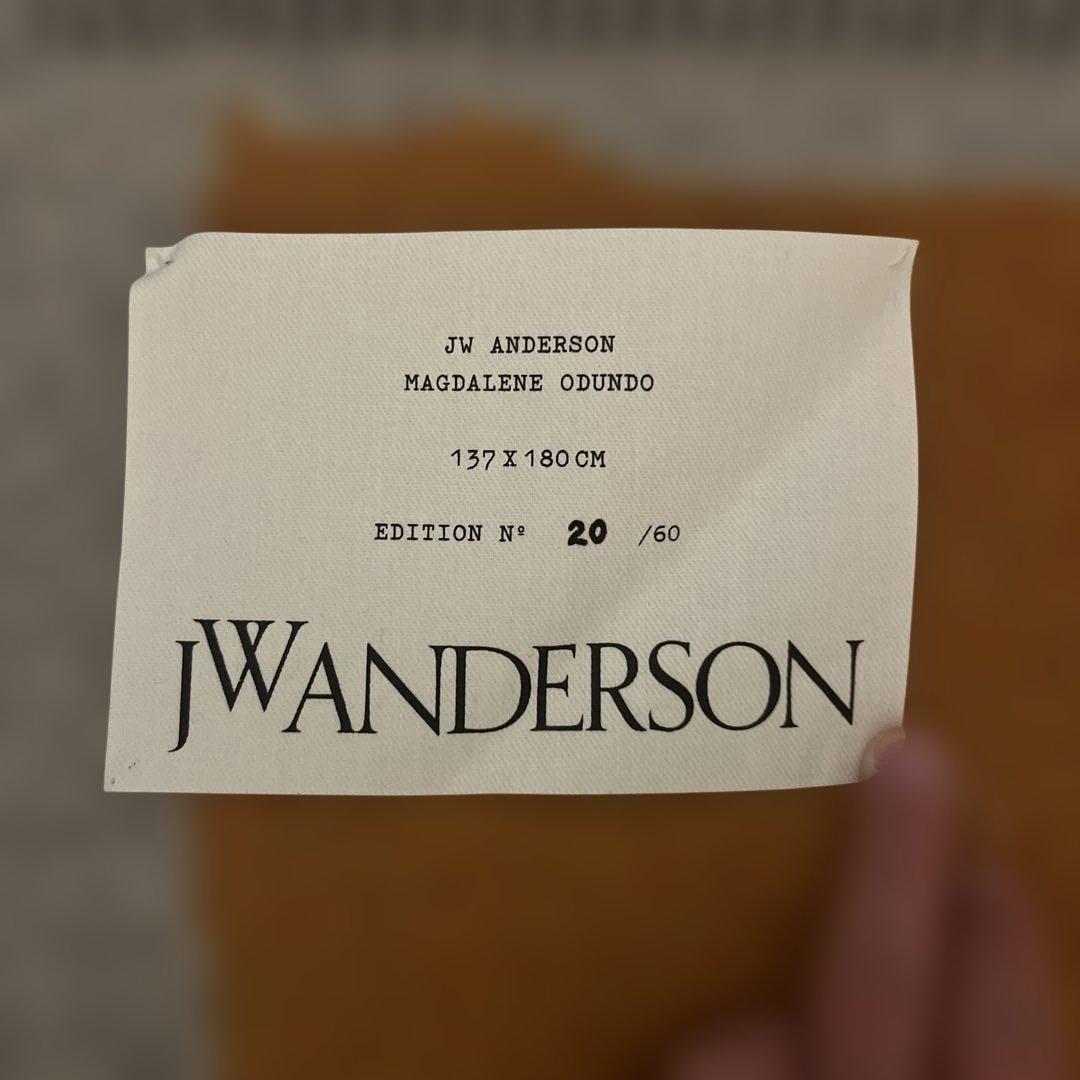 JW ANDERSON
MAGDALENE ODUNDO
137 X 180 CM
EDITION Nº 20 /60
JWANDERSON